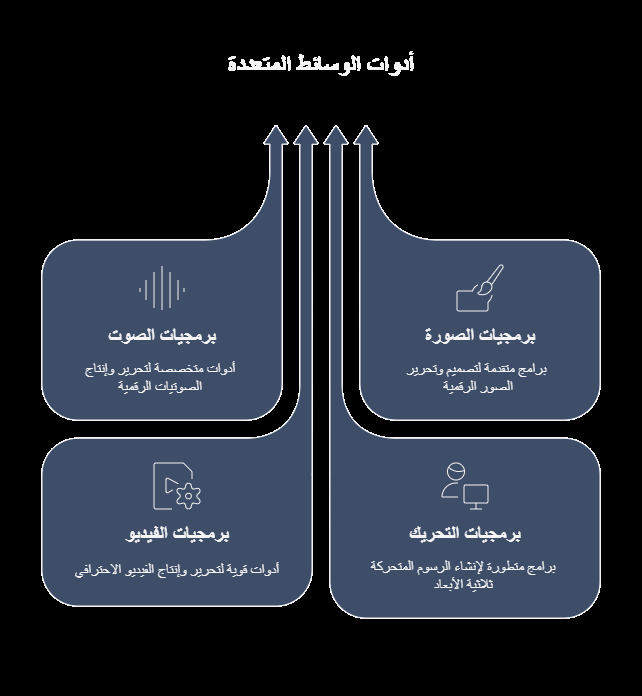 أدوات الوسائط المتعددة
برمجيات الصورة
برامج متقدمة لتصميم وتحرير
الصور الرقمية
برمجيات الصوت
أدوات متخصصة لتحرير وإنتاج
الصوتيات الرقمية
برمجيات التحريك
برامج متطورة لإنشاء الرسوم المتحركة
ثلاثية الأبعاد
برمجيات الفيديو
أدوات قوية لتحرير وإنتاج الفيديو الاحترافي